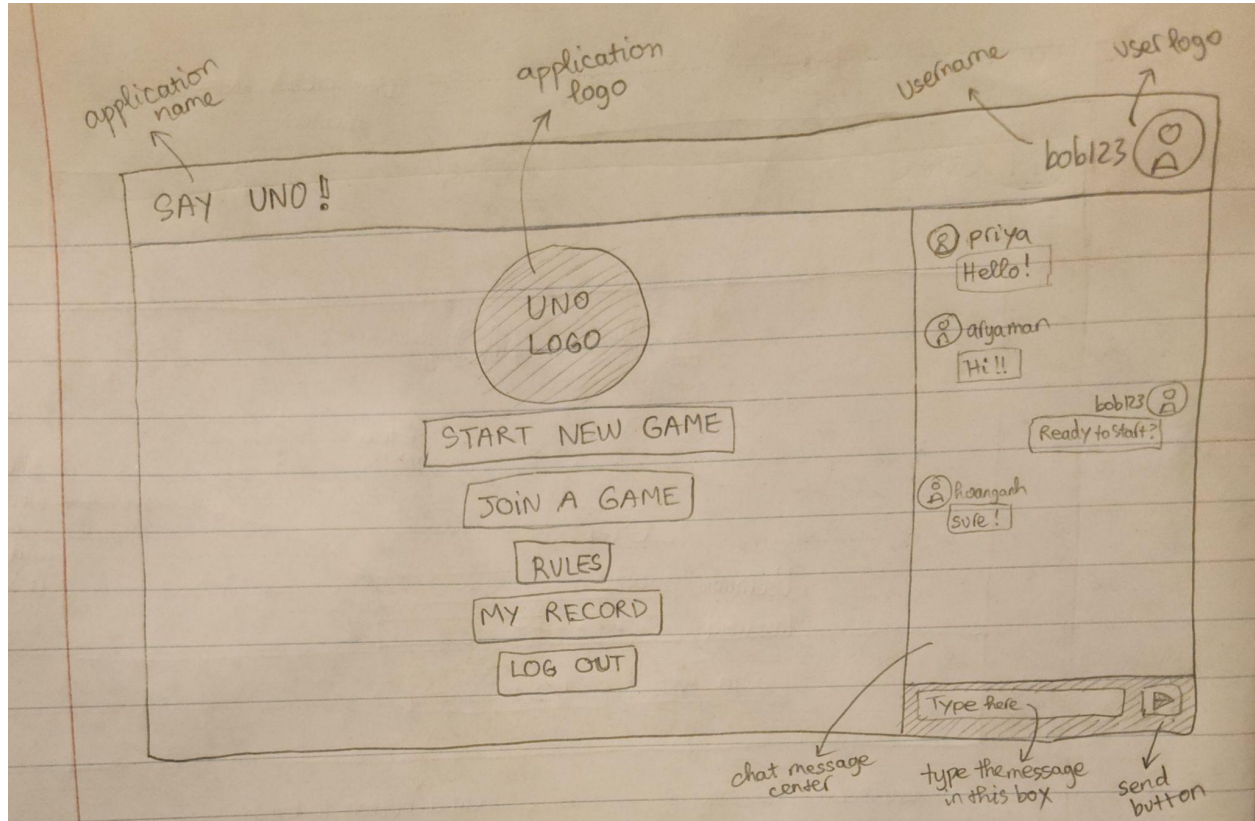 application
name
application
logo
username
user logo
SAY UNO!!
bob123
UNO
LOGO
START NEW GAME
JOIN A GAME
RULES
MY RECORD
LOG OUT
priya
Hello!
aryaman
Hi!!
bob123
Ready to start?
hoanganh
sure!
Type here
chat message
center
type the message
in this box
send
button